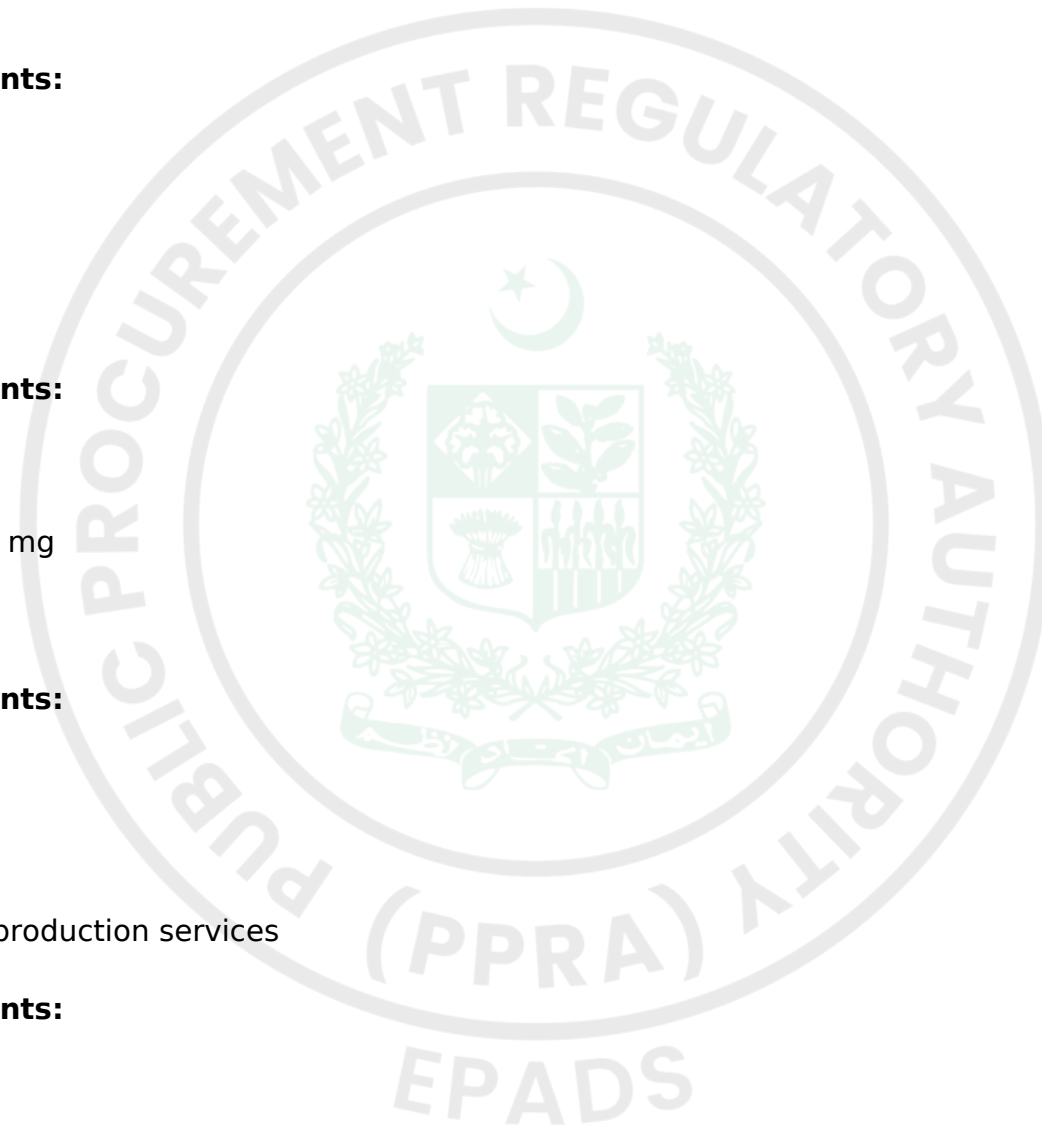 nts:
nts:
mg
nts:
production services
nts:
PUBLIC PROCUREMENT REGULATORY AUTHORITY
(PPRA)
EPADS